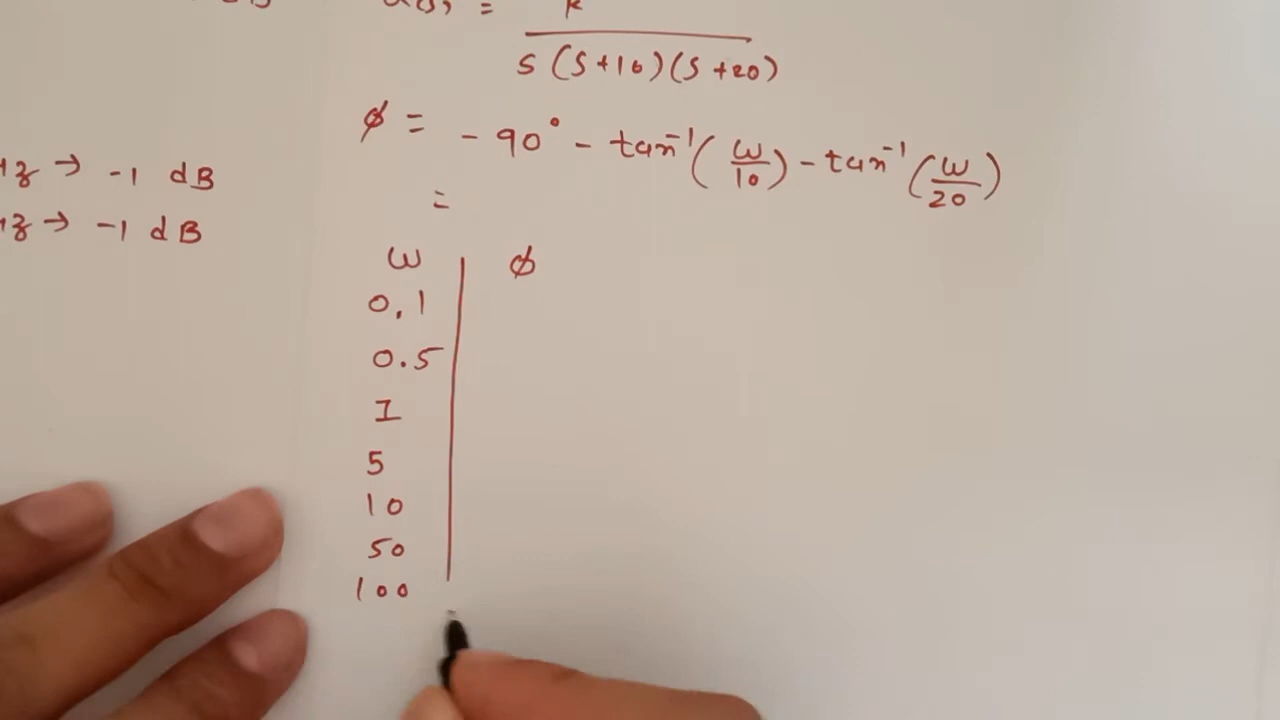 = k
s (s+10)(s+20)
ϕ = -90° - tan⁻¹(ω/10) - tan⁻¹(ω/20)
→ -1 dB
=
→ -1 dB
ω ϕ
0.1
0.5
1
5
10
50
100